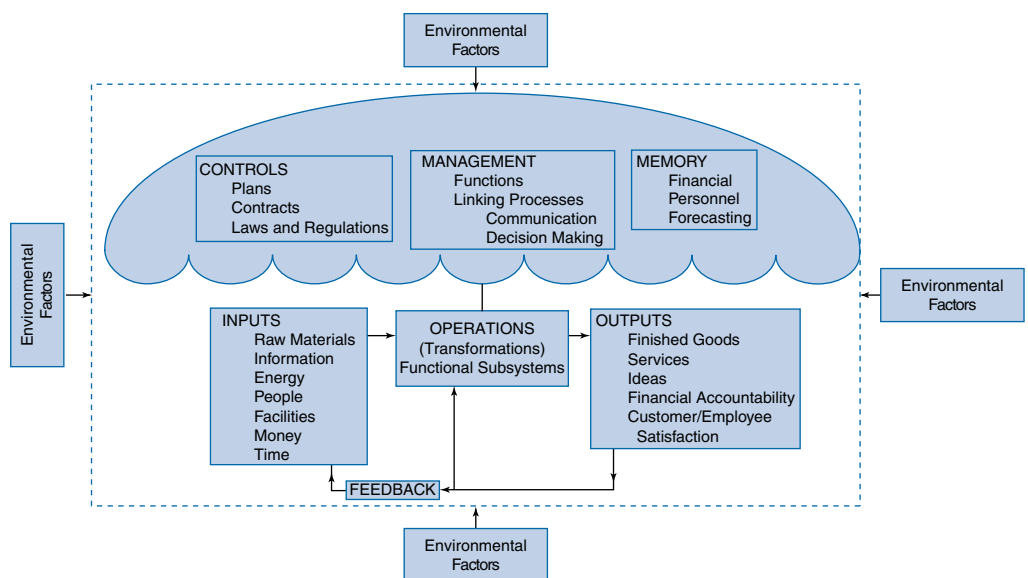 Environmental
Factors
CONTROLS
Plans
Contracts
Laws and Regulations
MANAGEMENT
Functions
Linking Processes
Communication
Decision Making
MEMORY
Financial
Personnel
Forecasting
Environmental
Factors
Environmental
Factors
INPUTS
Raw Materials
Information
Energy
People
Facilities
Money
Time
OPERATIONS
(Transformations)
Functional Subsystems
OUTPUTS
Finished Goods
Services
Ideas
Financial Accountability
Customer/Employee
Satisfaction
FEEDBACK
Environmental
Factors